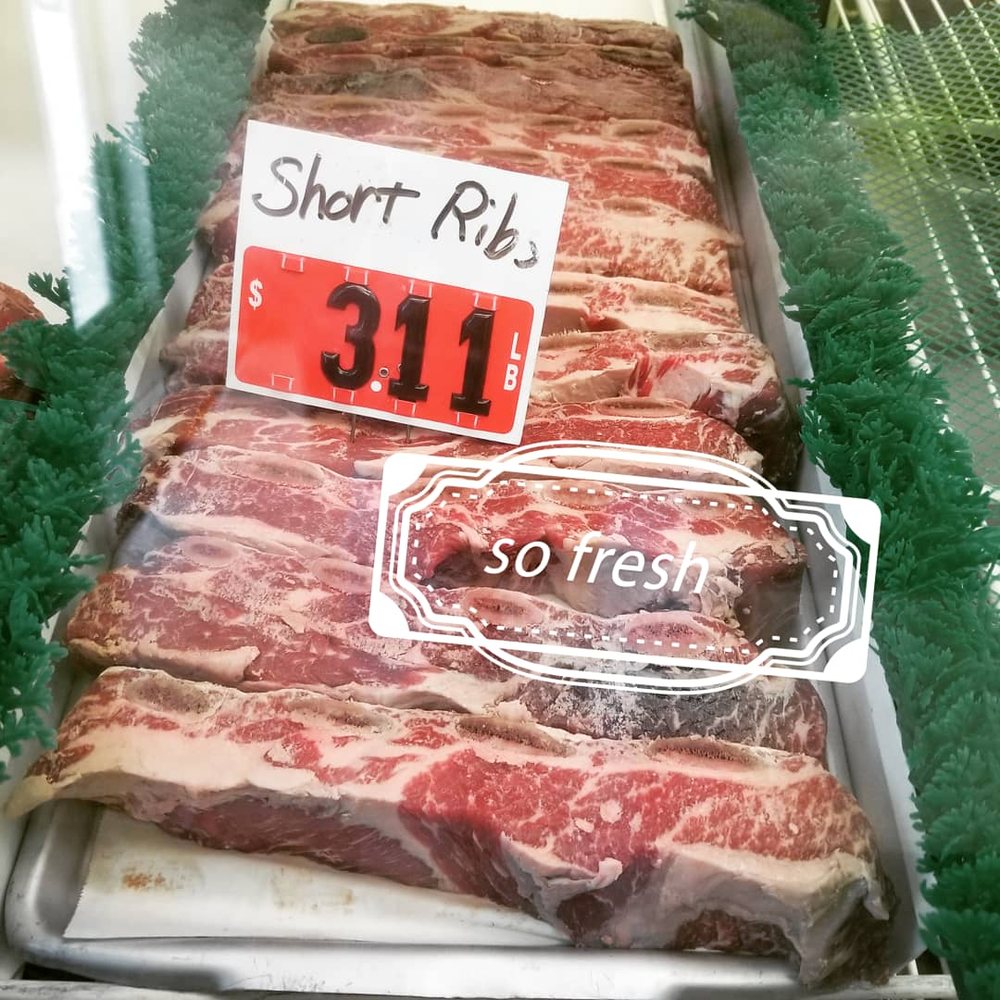 Short Ribs
$ 3.11 LB
so fresh